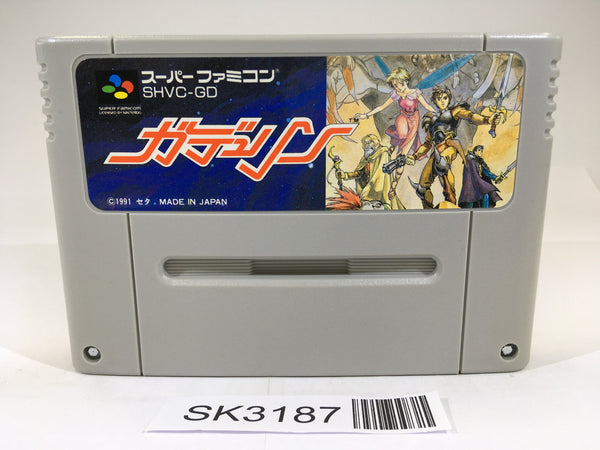 スーパーファミコン
SHVC-GD
SUPER FAMICOM
LICENSED BY NINTENDO
ガデュリン
©1991 セタ MADE IN JAPAN
SK3187